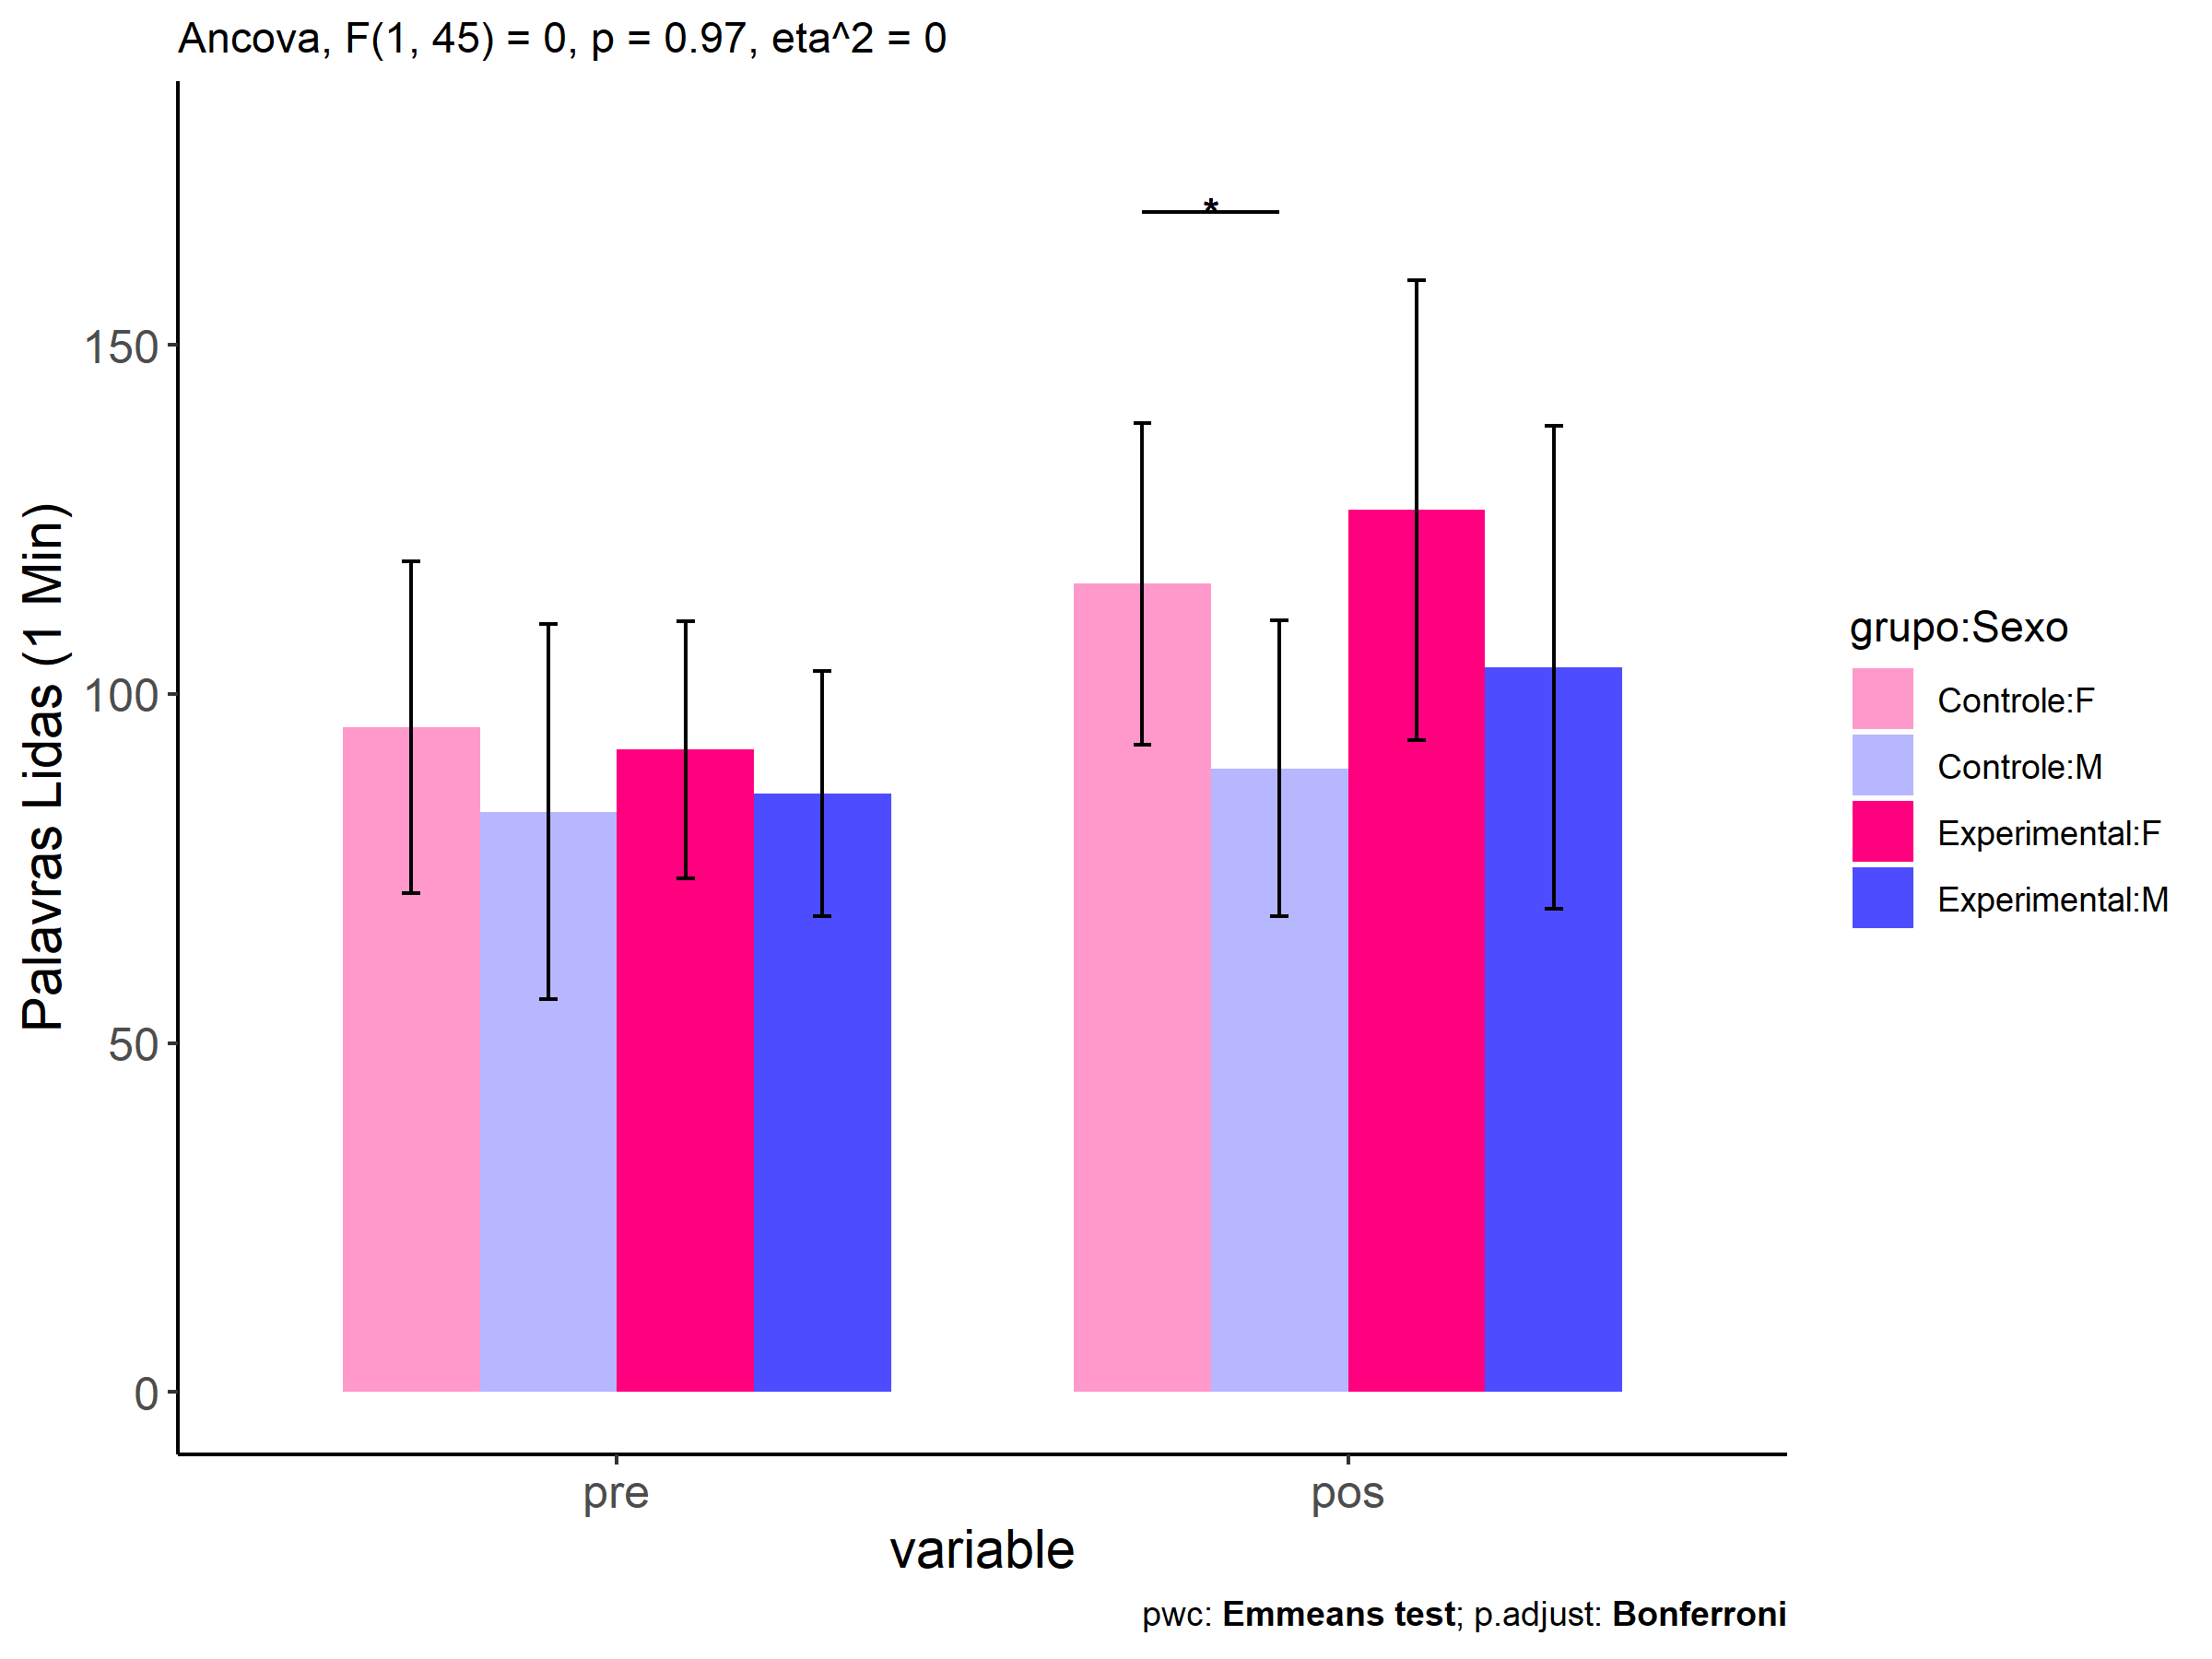 Ancova, F(1, 45) = 0, p = 0.97, eta^2 = 0
*
Palavras Lidas (1 Min)
150
100
50
0
pre
pos
variable
grupo:Sexo
Controle:F
Controle:M
Experimental:F
Experimental:M
pwc: Emmeans test; p.adjust: Bonferroni